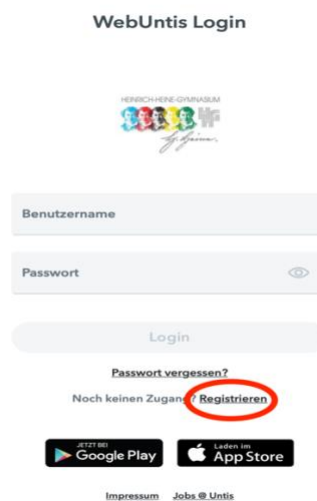 WebUntis Login
HEINRICH-HEINE-GYMNASIUM
Benutzername
Passwort
Login
Passwort vergessen?
Noch keinen Zugang? Registrieren
JETZT BEI
Google Play
Laden im
App Store
Impressum Jobs @ Untis